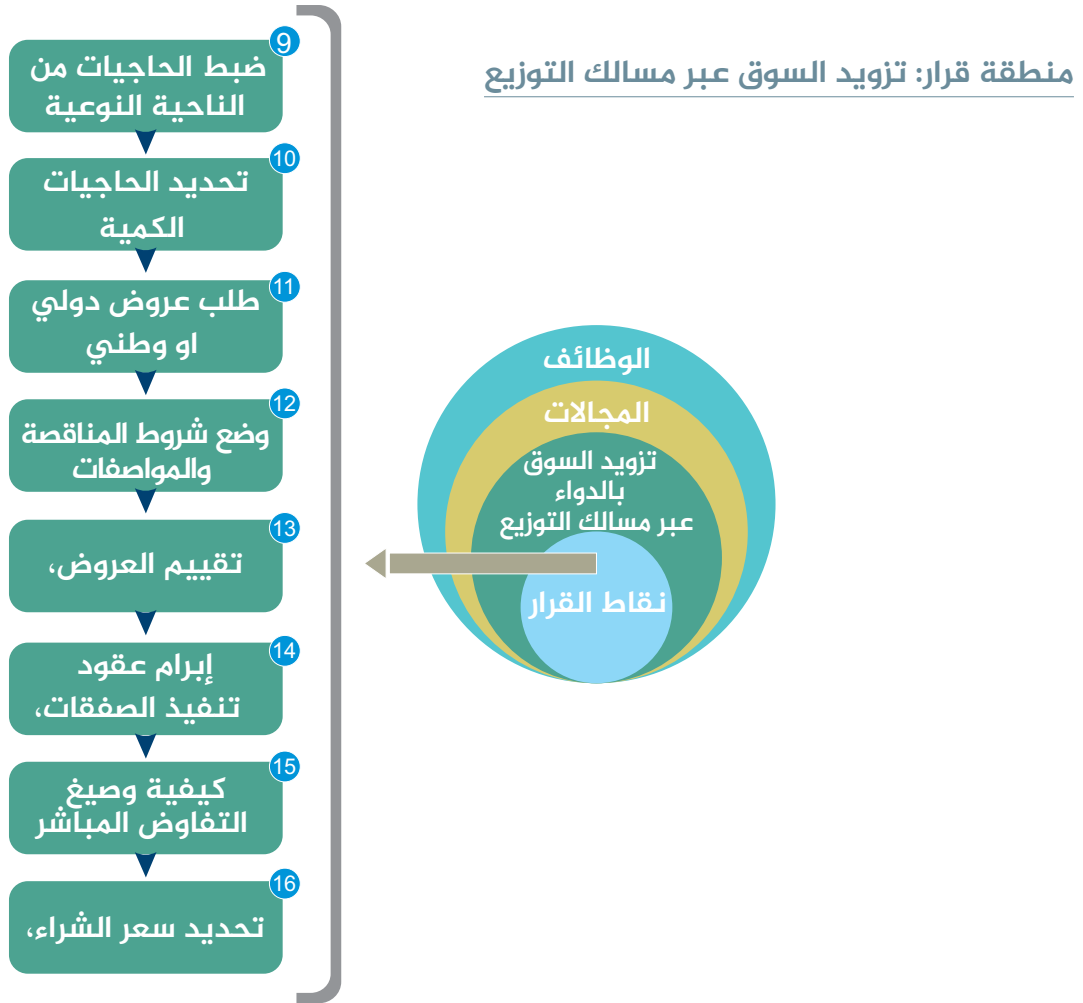 منطقة قرار: تزويد السوق عبر مسالك التوزيع
الوظائف
المجالات
تزويد السوق
بالدواء
عبر مسالك التوزيع
نقاط القرار
9
ضبط الحاجيات من
الناحية النوعية
10
تحديد الحاجيات
الكمية
11
طلب عروض دولي
او وطني
12
وضع شروط المناقصة
والمواصفات
13
تقييم العروض،
14
إبرام عقود
تنفيذ الصفقات،
15
كيفية وصيغ
التفاوض المباشر
16
تحديد سعر الشراء،